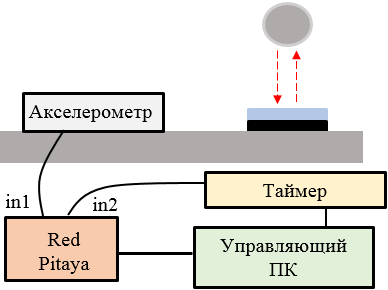 Акселерометр
in1
in2
Таймер
Red
Pitaya
Управляющий
ПК